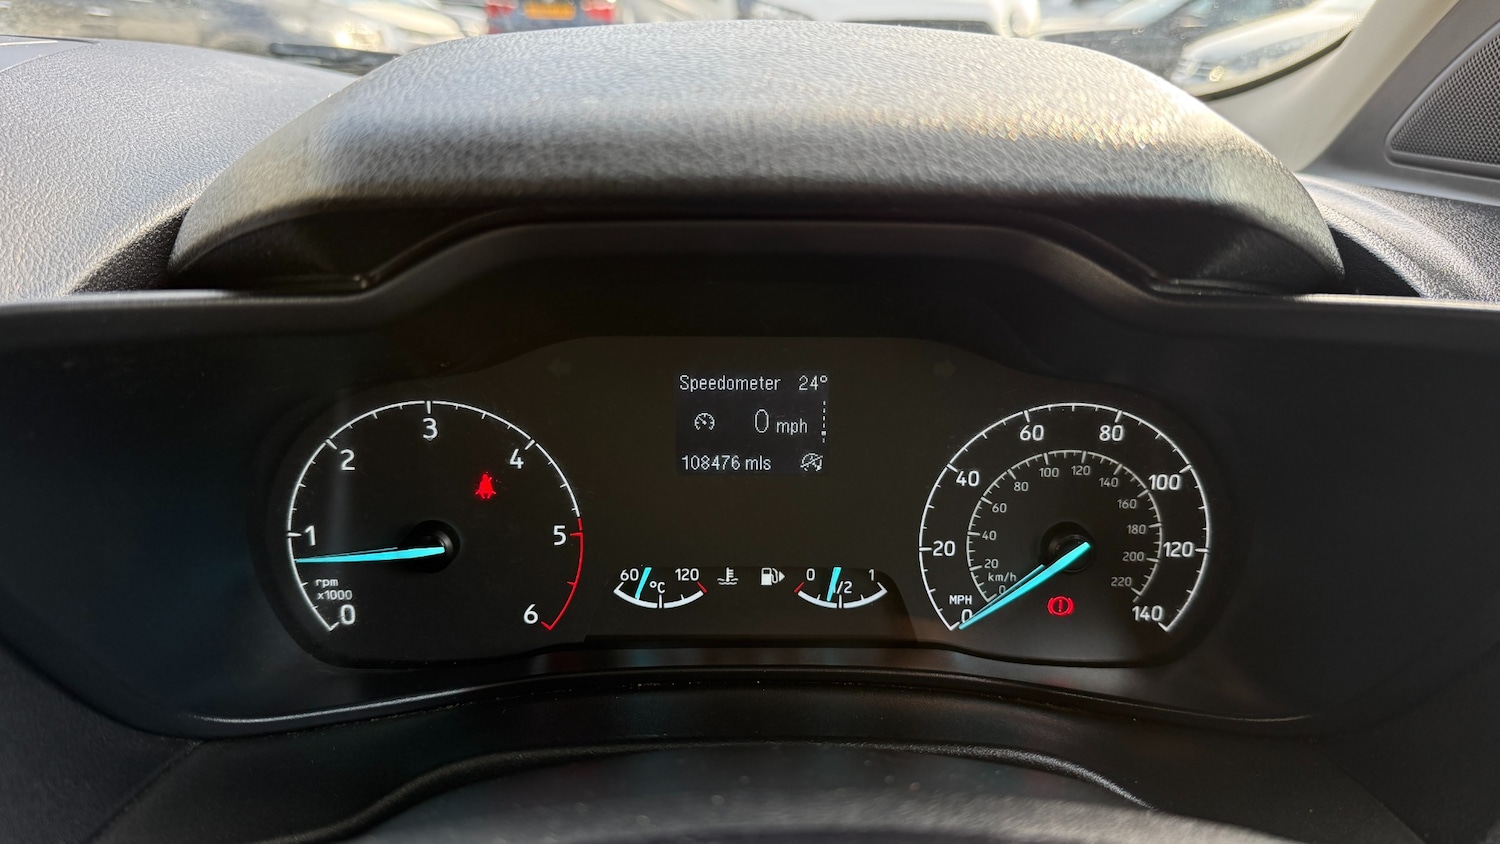 Speedometer 24°
0 mph
108476 mls
0
1
2
3
4
5
6
rpm
x1000
60 °C 120
0 1/2 1
0 20 40 60 80 100 120 140
MPH
0 20 40 60 80 100 120 140 160 180 200 220
km/h